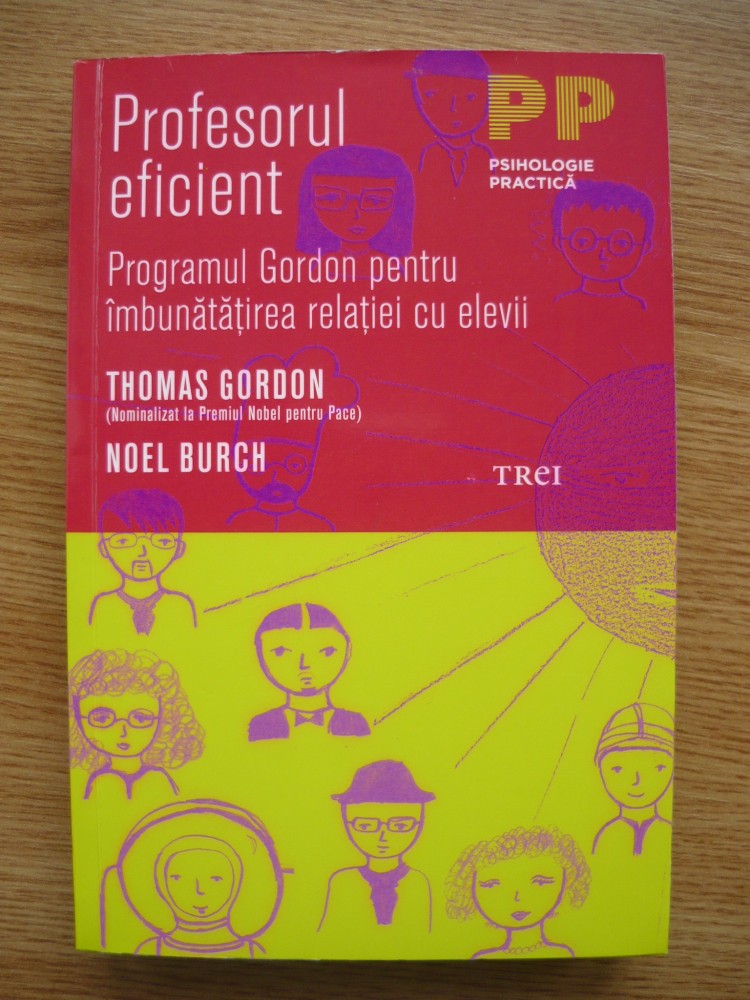 Profesorul
eficient
PP
PSIHOLOGIE
PRACTICĂ
Programul Gordon pentru
îmbunătățirea relației cu elevii
THOMAS GORDON
(Nominalizat la Premiul Nobel pentru Pace)
NOEL BURCH
TREI